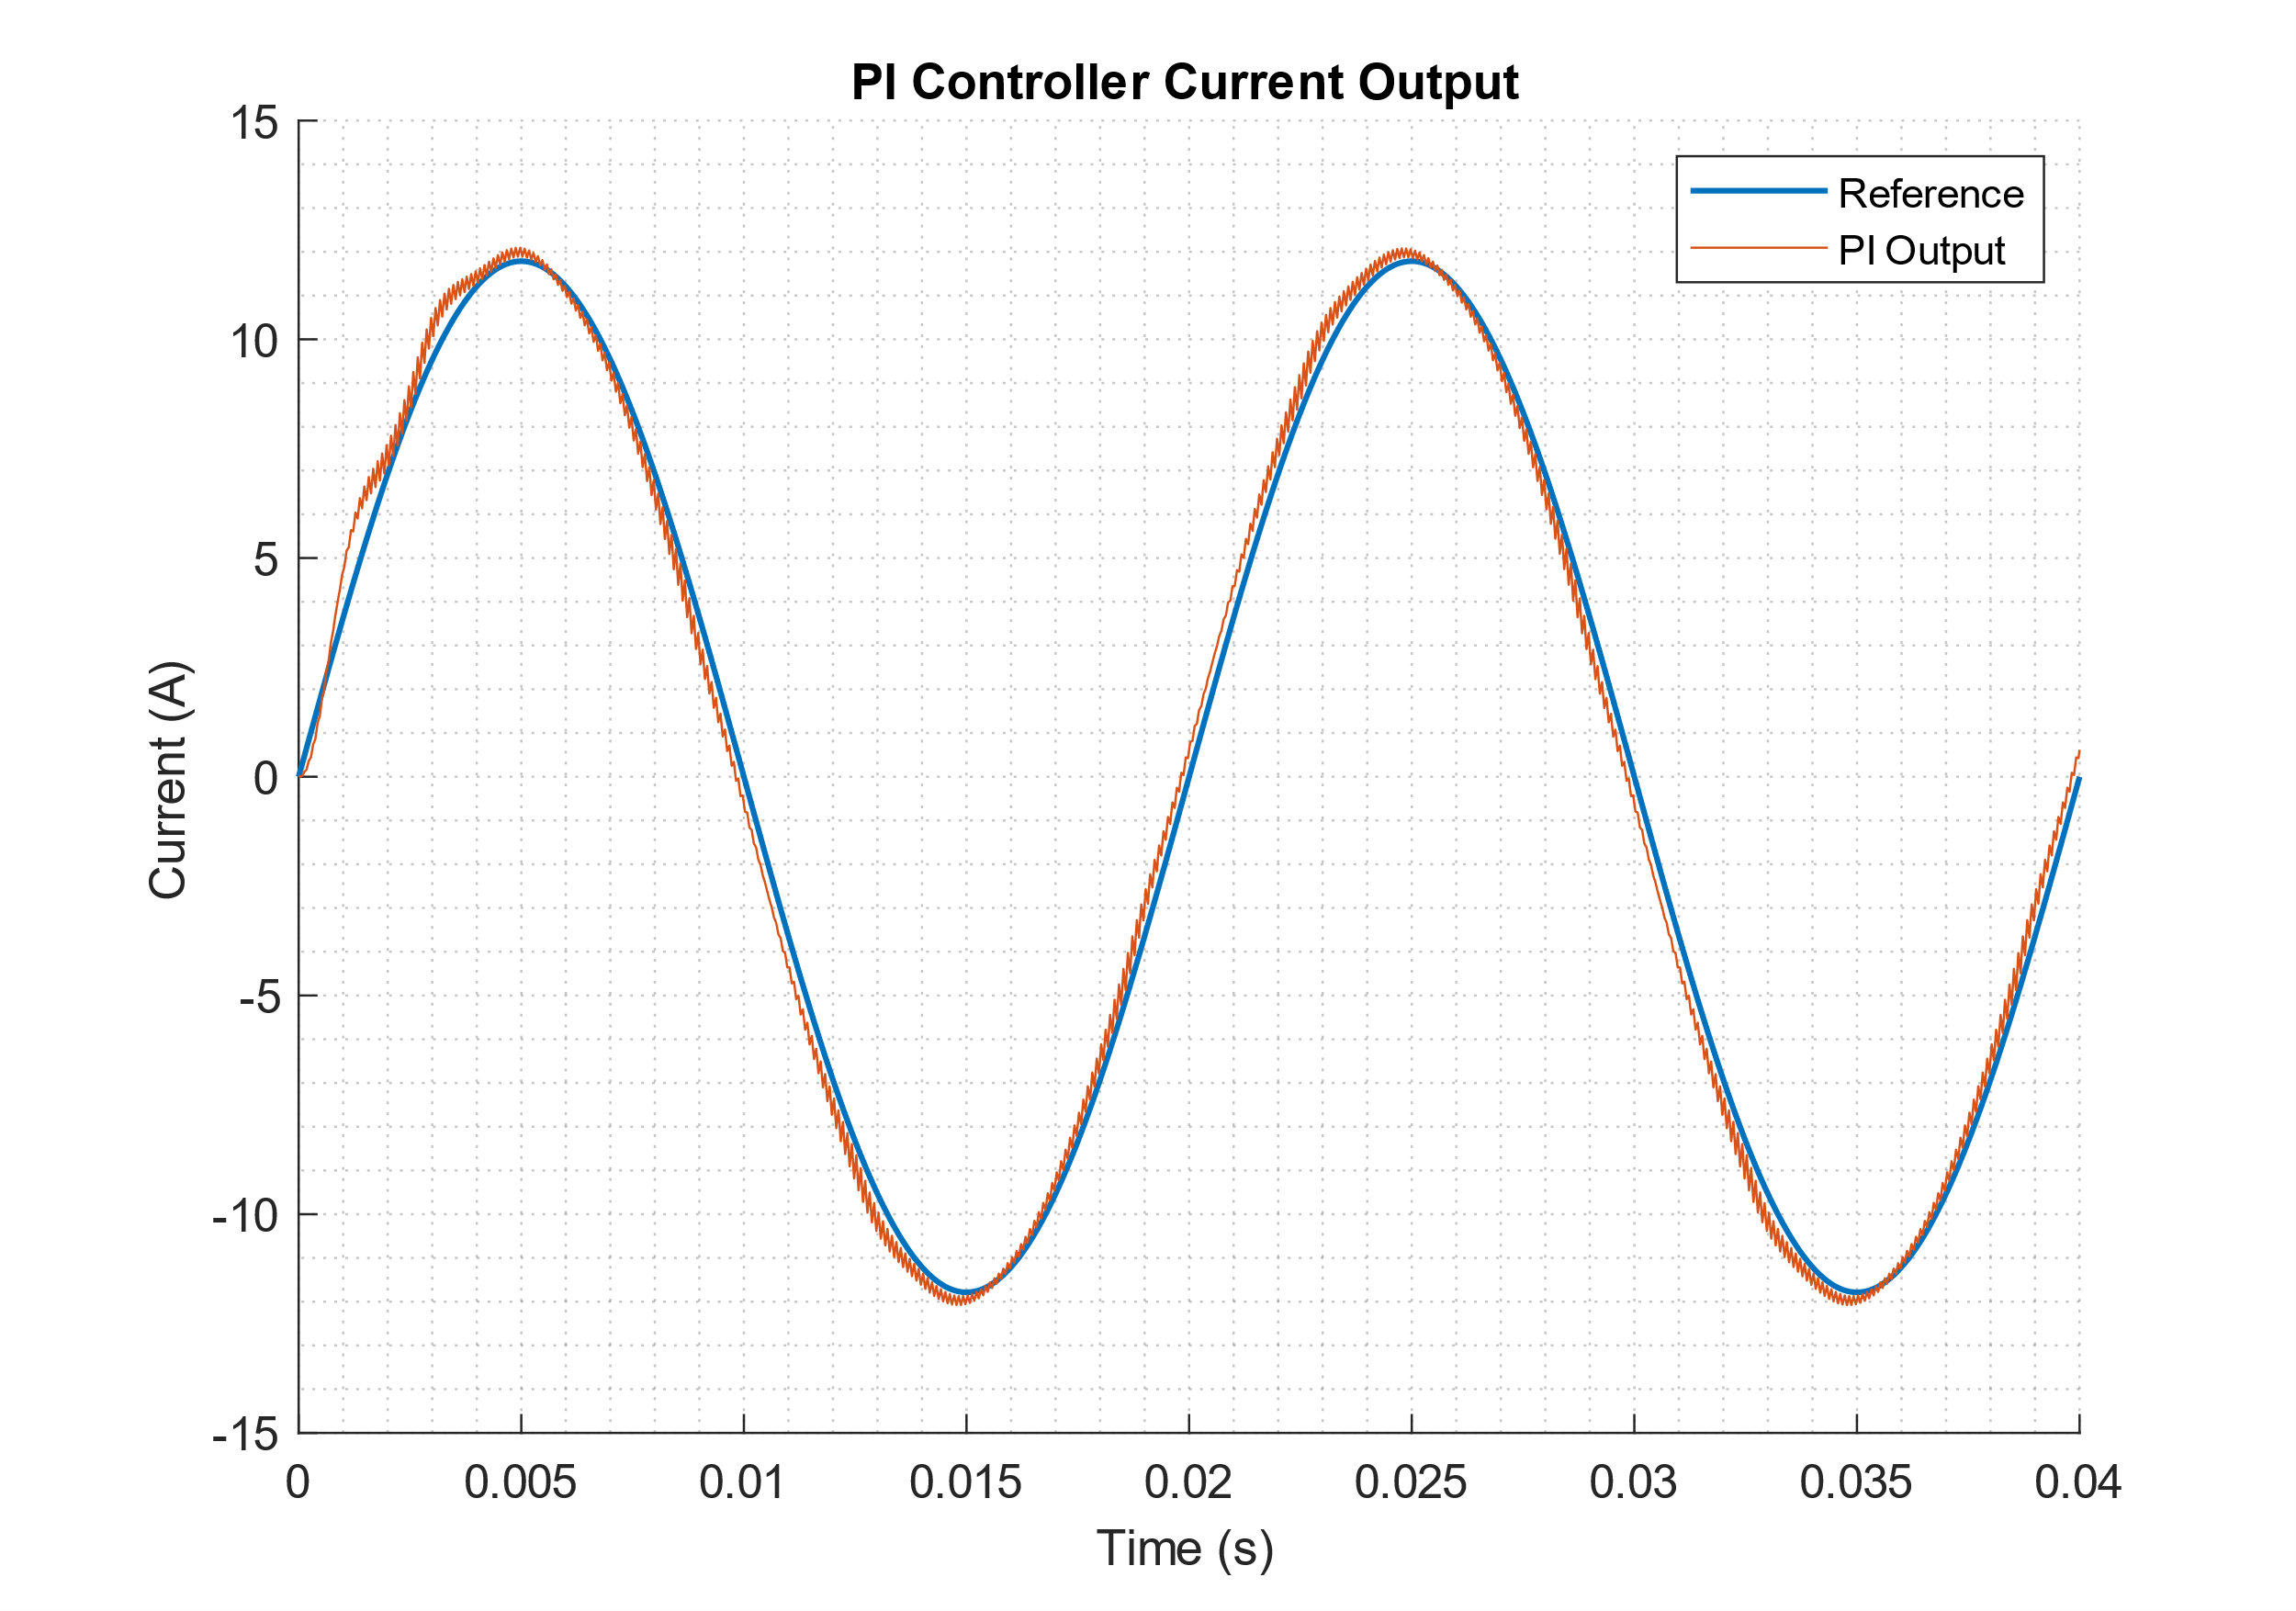 PI Controller Current Output
15
10
5
0
-5
-10
-15
Current (A)
Reference
PI Output
0 0.005 0.01 0.015 0.02 0.025 0.03 0.035 0.04
Time (s)